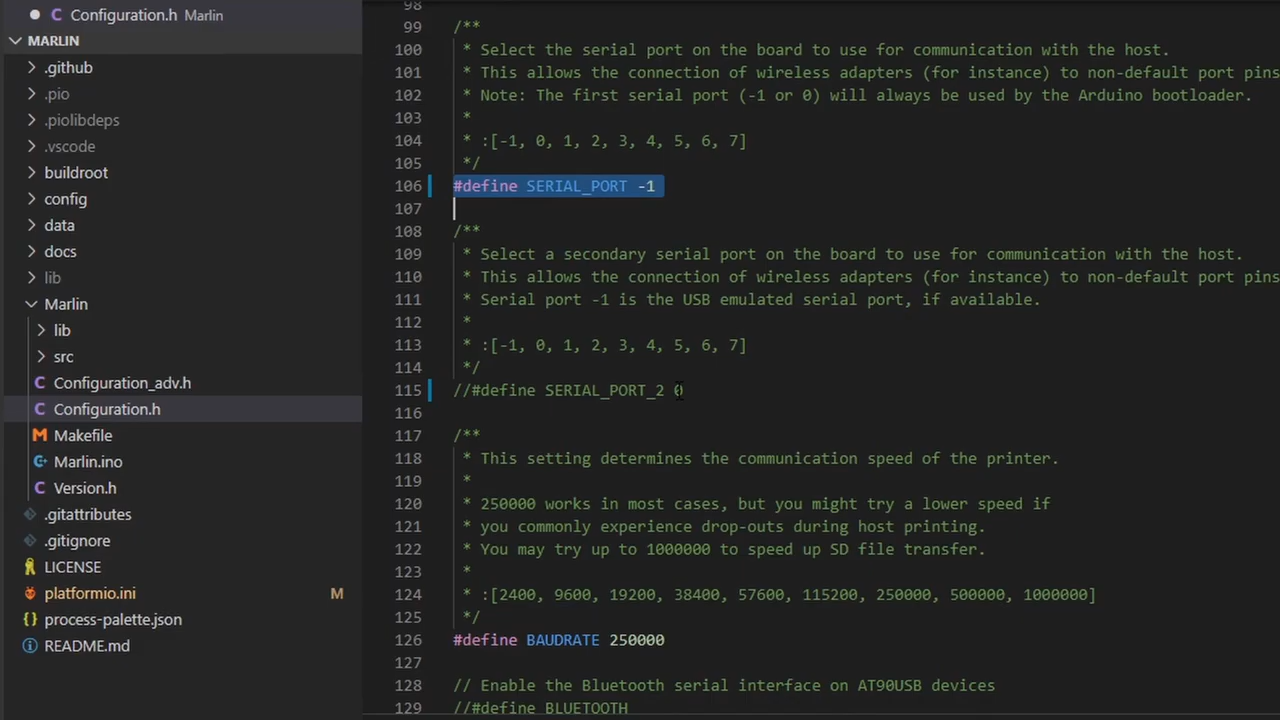 Configuration.h Marlin
MARLIN
.github
.pio
.piolibdeps
.vscode
buildroot
config
data
docs
lib
Marlin
lib
src
Configuration_adv.h
Configuration.h
Makefile
Marlin.ino
Version.h
.gitattributes
.gitignore
LICENSE
platformio.ini M
process-palette.json
README.md
98
99 /**
100 * Select the serial port on the board to use for communication with the host.
101 * This allows the connection of wireless adapters (for instance) to non-default port pins
102 * Note: The first serial port (-1 or 0) will always be used by the Arduino bootloader.
103 *
104 * :[-1, 0, 1, 2, 3, 4, 5, 6, 7]
105 */
106 #define SERIAL_PORT -1
107
108 /**
109 * Select a secondary serial port on the board to use for communication with the host.
110 * This allows the connection of wireless adapters (for instance) to non-default port pins
111 * Serial port -1 is the USB emulated serial port, if available.
112 *
113 * :[-1, 0, 1, 2, 3, 4, 5, 6, 7]
114 */
115 //#define SERIAL_PORT_2 0
116
117 /**
118 * This setting determines the communication speed of the printer.
119 *
120 * 250000 works in most cases, but you might try a lower speed if
121 * you commonly experience drop-outs during host printing.
122 * You may try up to 1000000 to speed up SD file transfer.
123 *
124 * :[2400, 9600, 19200, 38400, 57600, 115200, 250000, 500000, 1000000]
125 */
126 #define BAUDRATE 250000
127
128 // Enable the Bluetooth serial interface on AT90USB devices
129 //#define BLUETOOTH